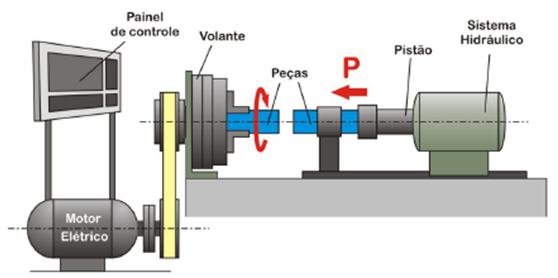 Painel
de controle
Volante
Peças
P
Pistão
Sistema
Hidráulico
Motor
Elétrico